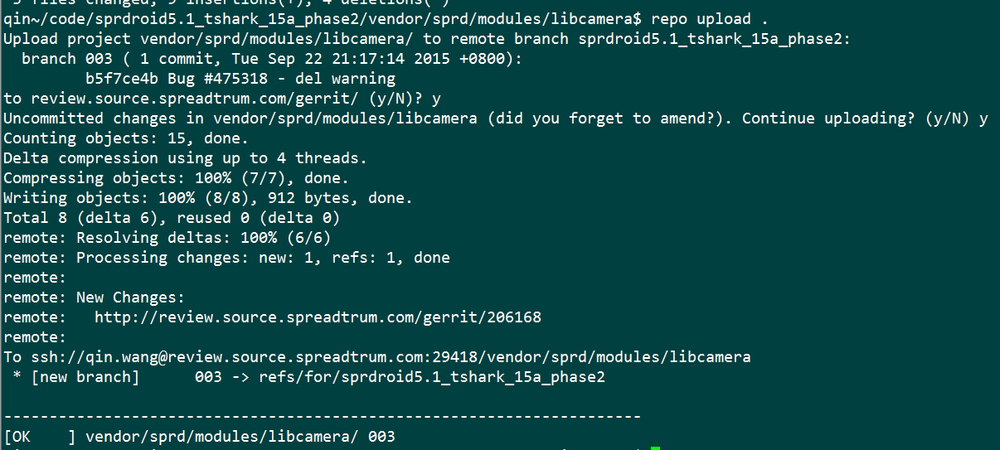 5 files changed, 9 insertions(+), 4 deletions(-)
qin~/code/sprdroid5.1_tshark_15a_phase2/vendor/sprd/modules/libcamera$ repo upload .
Upload project vendor/sprd/modules/libcamera/ to remote branch sprdroid5.1_tshark_15a_phase2:
  branch 003 ( 1 commit, Tue Sep 22 21:17:14 2015 +0800):
         b5f7ce4b Bug #475318 - del warning
to review.source.spreadtrum.com/gerrit/ (y/N)? y
Uncommitted changes in vendor/sprd/modules/libcamera (did you forget to amend?). Continue uploading? (y/N) y
Counting objects: 15, done.
Delta compression using up to 4 threads.
Compressing objects: 100% (7/7), done.
Writing objects: 100% (8/8), 912 bytes, done.
Total 8 (delta 6), reused 0 (delta 0)
remote: Resolving deltas: 100% (6/6)
remote: Processing changes: new: 1, refs: 1, done
remote:
remote: New Changes:
remote:   http://review.source.spreadtrum.com/gerrit/206168
remote:
To ssh://qin.wang@review.source.spreadtrum.com:29418/vendor/sprd/modules/libcamera
 * [new branch]      003 -> refs/for/sprdroid5.1_tshark_15a_phase2
----------------------------------------------------------------------
[OK    ] vendor/sprd/modules/libcamera/ 003